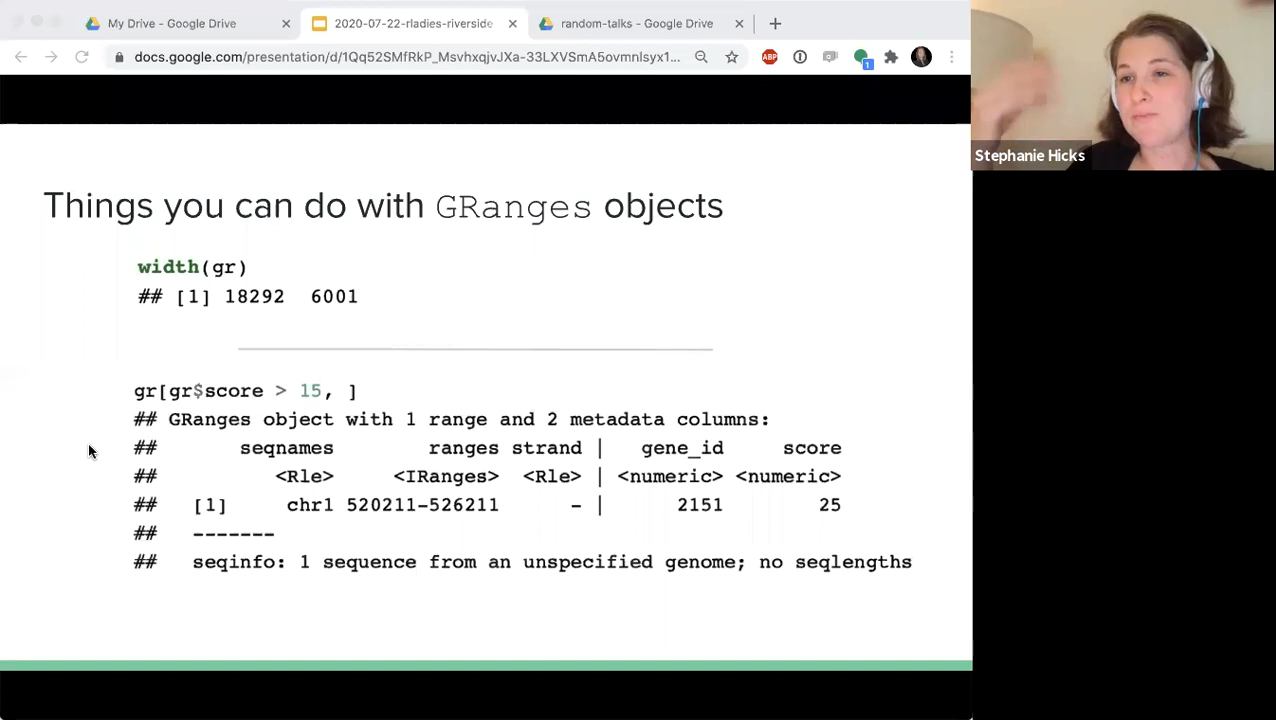 My Drive - Google Drive
2020-07-22-rladies-riverside
random-talks - Google Drive
docs.google.com/presentation/d/1Qq52SMfRkP_MsvhxqjvJXa-33LXVSmA5ovmnlsyx1...
ABP
1
Stephanie Hicks
Things you can do with GRanges objects
width(gr)
## [1] 18292 6001
gr[gr$score > 15, ]
## GRanges object with 1 range and 2 metadata columns:
## seqnames ranges strand | gene_id score
## <Rle> <IRanges> <Rle> | <numeric> <numeric>
## [1] chr1 520211-526211 - | 2151 25
## -------
## seqinfo: 1 sequence from an unspecified genome; no seqlengths